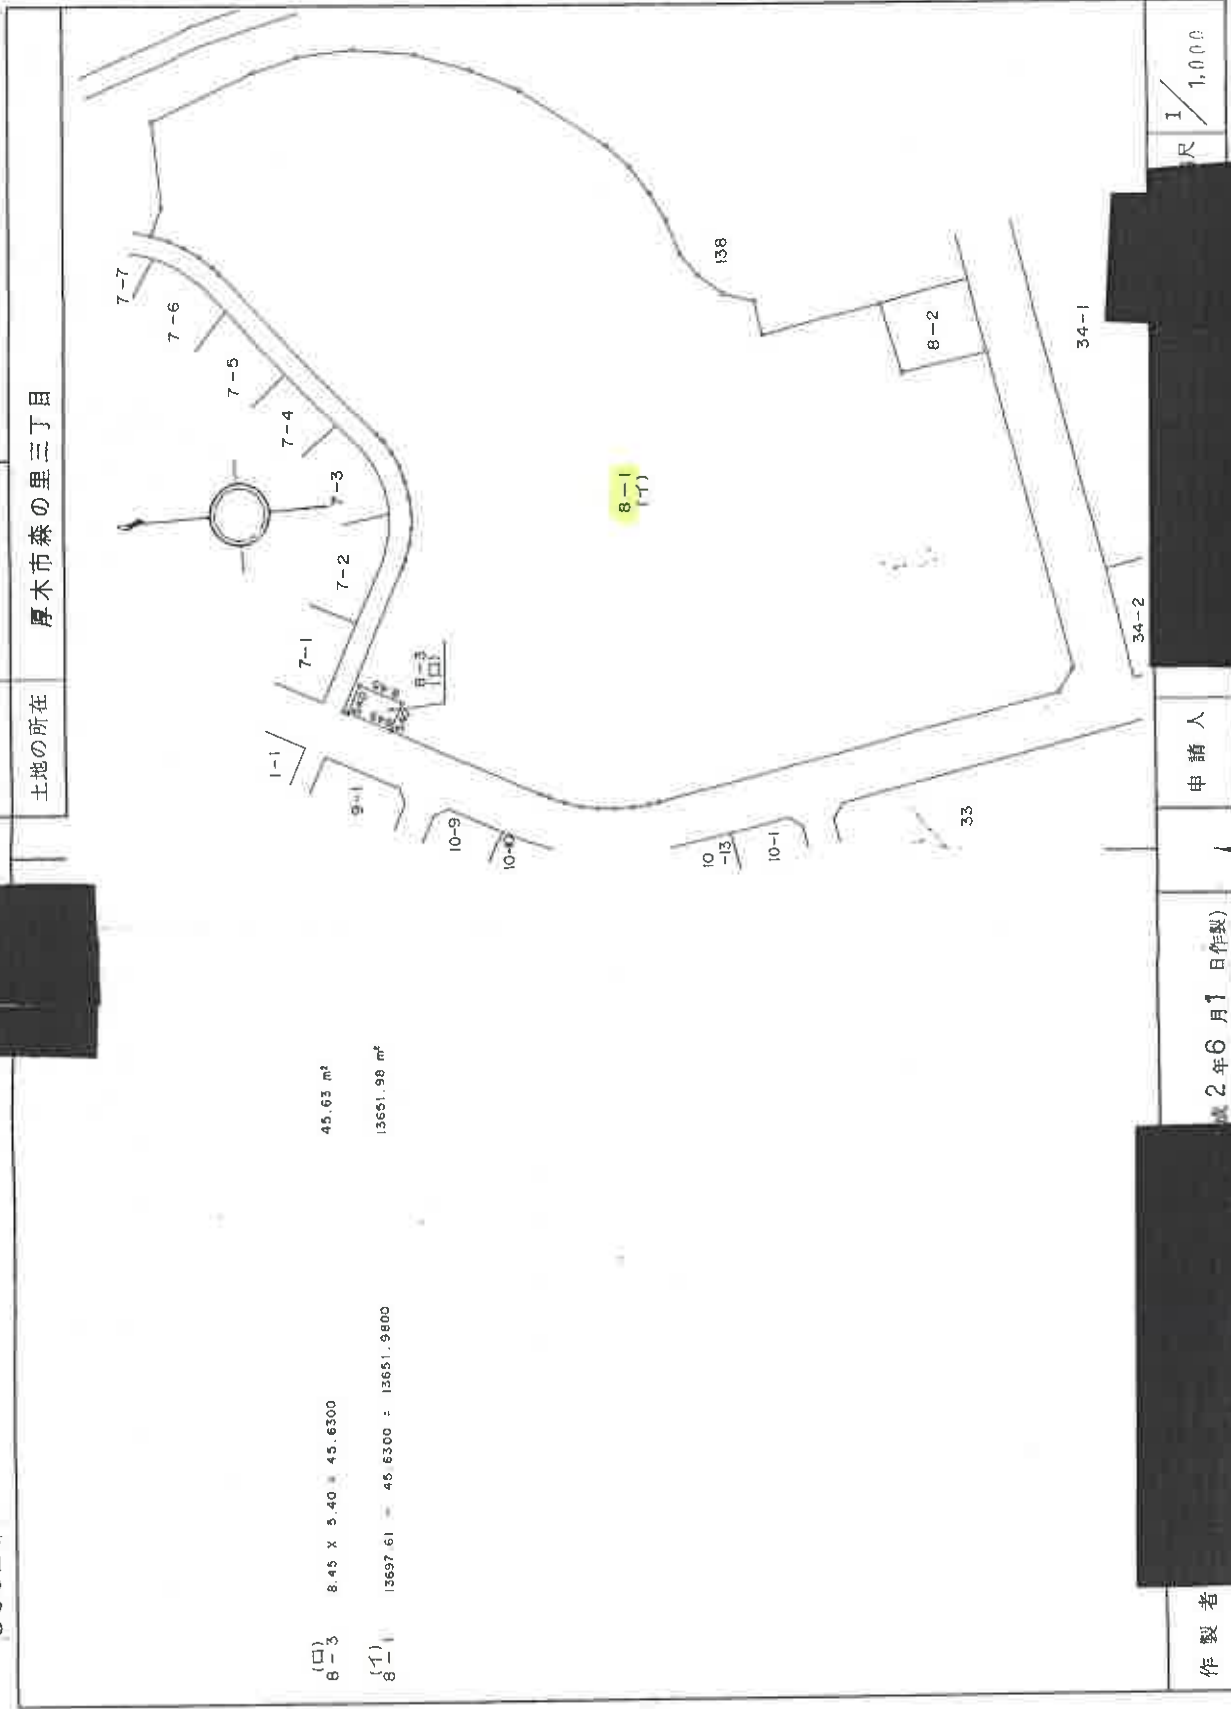 土地の所在 厚木市森の里三丁目
(ロ)
8-3 8.45 X 5.40 = 45.6300 45.63 m²
(イ)
8-1 13697.61 - 45.6300 = 13651.9800 13651.98 m²
7-7
7-6
7-5
7-4
7-3
7-2
7-1
1-1
9-1
10-9
10-10
10
-13
10-1
33
8-3
(ロ)
8.45
8-1
(イ)
138
8-2
34-1
34-2
作製者
2年6月1日作製)
申請人
尺 1/1,000